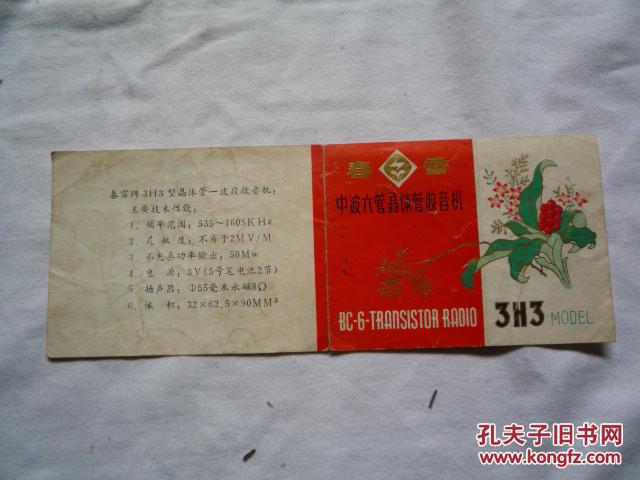 春雷牌 3H3 型晶体管一波段收音机：
主要技术性能：
1．频率范围：535～1605KHz
2．灵敏度：不劣于2MV/M
3．不失真功率输出：50Mw
4．电源：3V(5号笔电池2节)
5．扬声器：Φ55毫米永磁8Ω
6．体积：32×62.5×90MM³
春雷
中波六管晶体管收音机
BC-6-TRANSISTOR RADIO
3H3 MODEL
孔夫子旧书网
www.kongfz.com